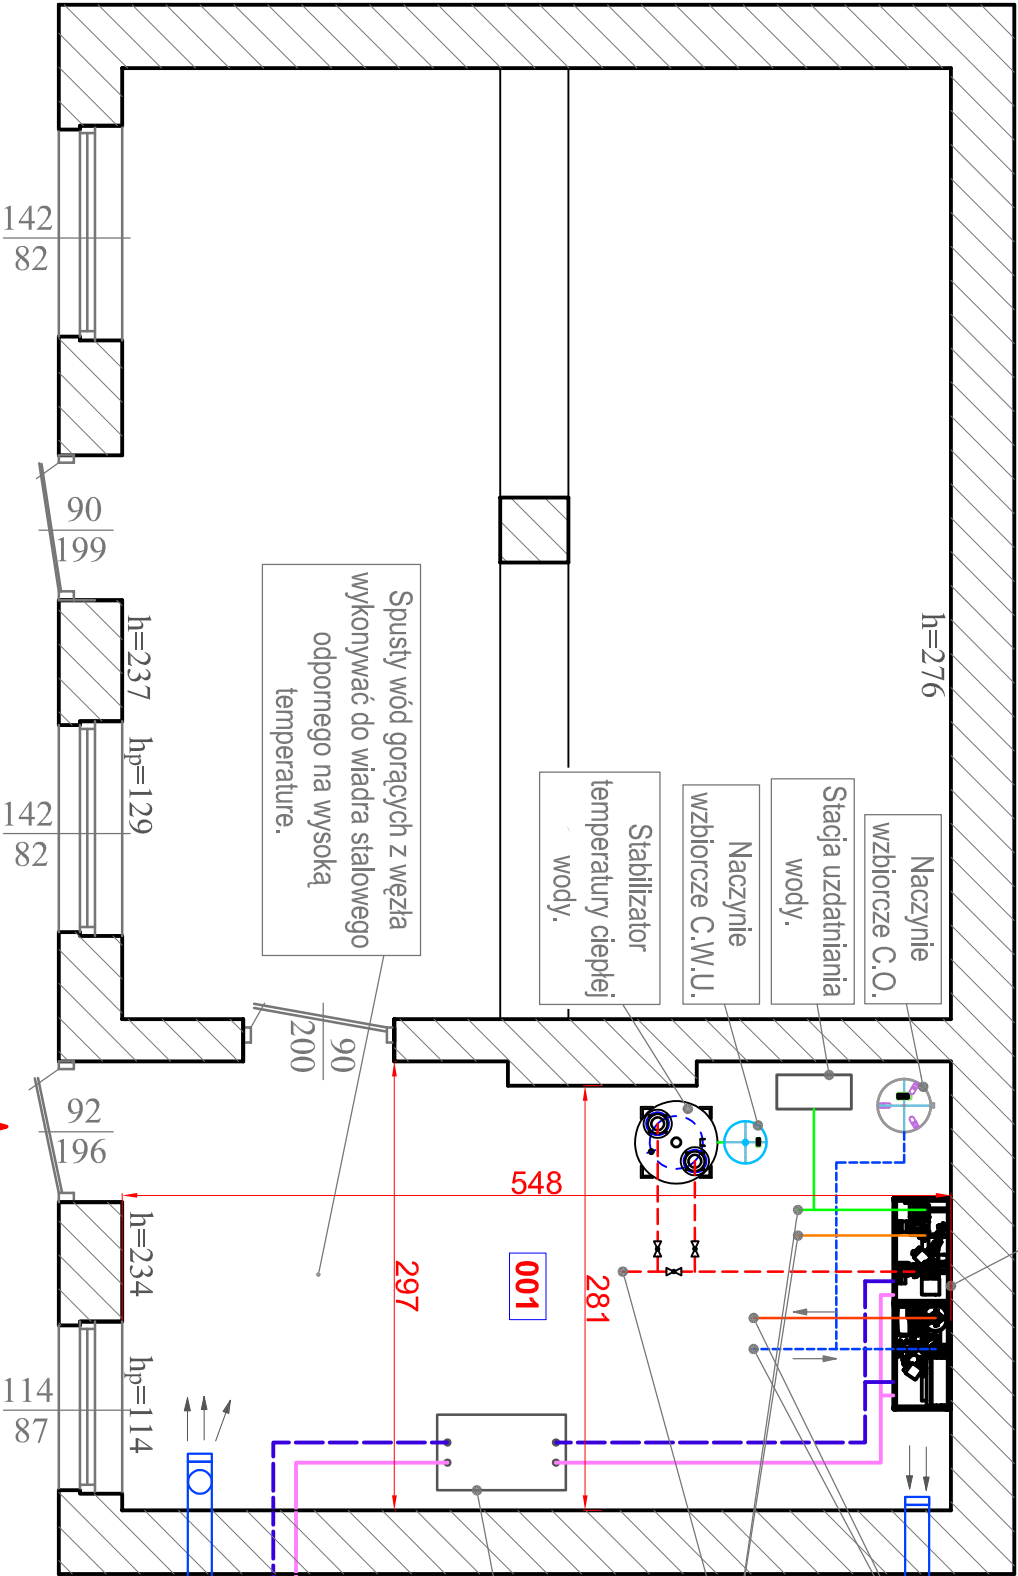 142
82
90
199
h=237
hp=129
142
82
92
196
h=234
hp=114
114
87
h=276
Naczynie
wzbiorcze C.O.
Stacja uzdatniania
wody.
Naczynie
wzbiorcze C.W.U.
Stabilizator
temperatury ciepłej
wody.
Spusty wód gorących z węzła
wykonywać do wiadra stalowego
odpornego na wysoką
temperature.
90
200
548
297
281
001